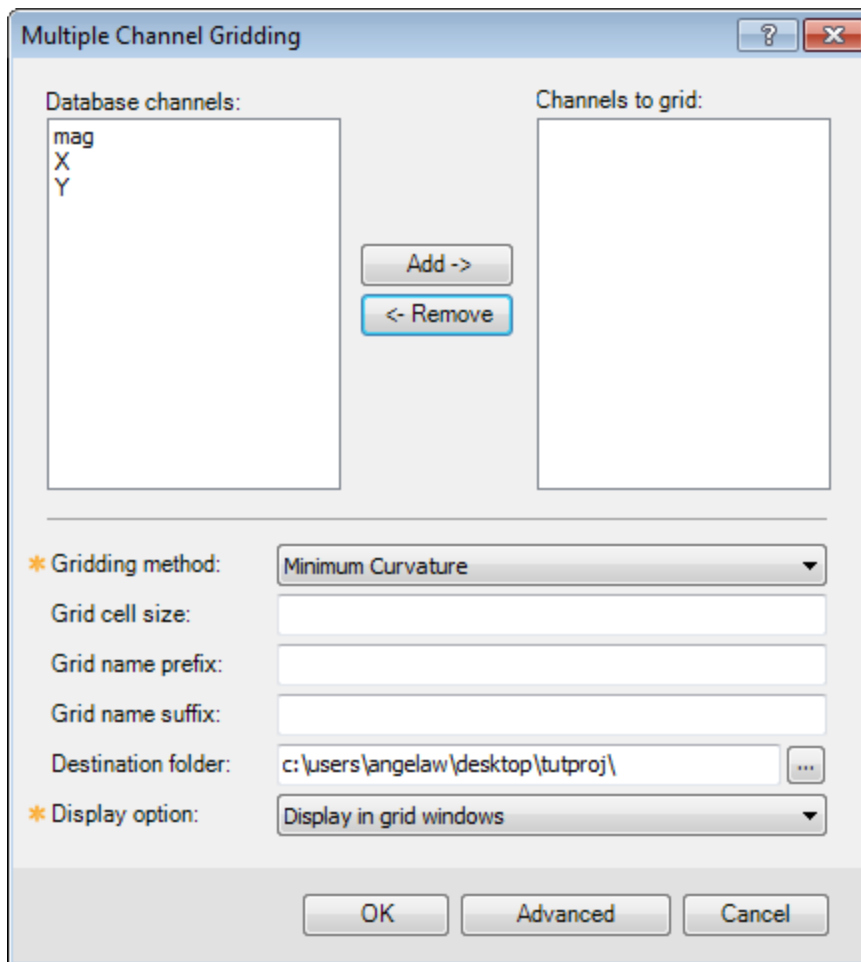 Multiple Channel Gridding
?
Database channels:
mag
X
Y
Channels to grid:
Add ->
<- Remove
* Gridding method:
Minimum Curvature
Grid cell size:
Grid name prefix:
Grid name suffix:
Destination folder:
c:\users\angelaw\desktop\tutproj\
...
* Display option:
Display in grid windows
OK
Advanced
Cancel